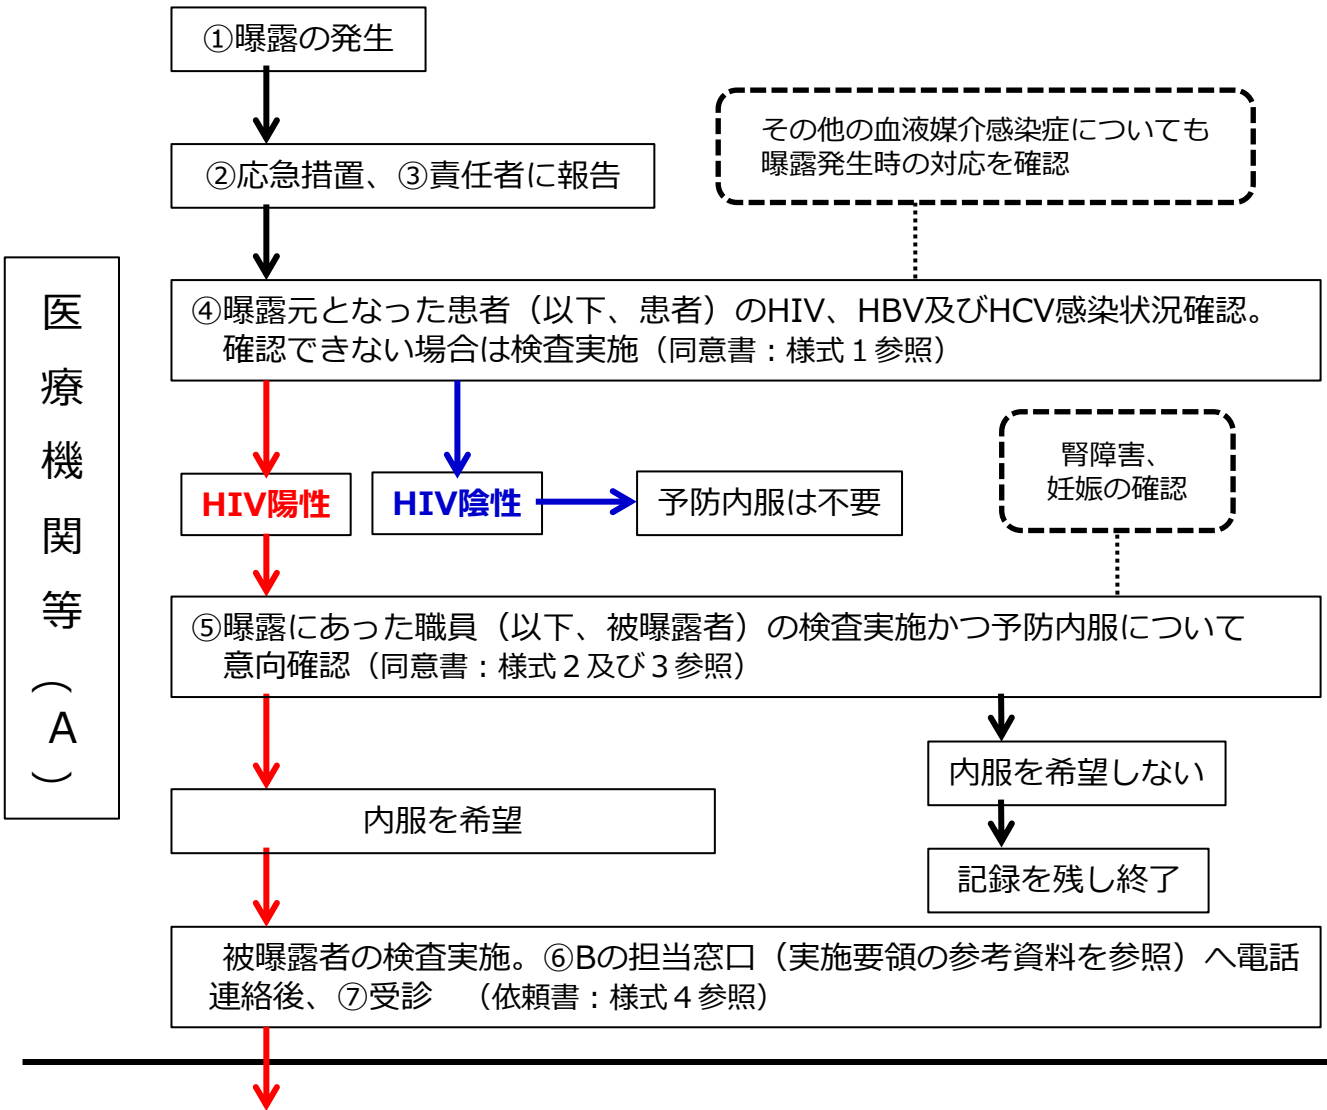 ①曝露の発生
その他の血液媒介感染症についても
曝露発生時の対応を確認
②応急措置、③責任者に報告
医療機関等（A）
④曝露元となった患者（以下、患者）のHIV、HBV及びHCV感染状況確認。
確認できない場合は検査実施（同意書：様式１参照）
腎障害、
妊娠の確認
HIV陽性
HIV陰性
予防内服は不要
⑤曝露にあった職員（以下、被曝露者）の検査実施かつ予防内服について
意向確認（同意書：様式２及び３参照）
内服を希望しない
内服を希望
記録を残し終了
被曝露者の検査実施。⑥Bの担当窓口（実施要領の参考資料を参照）へ電話
連絡後、⑦受診　（依頼書：様式４参照）